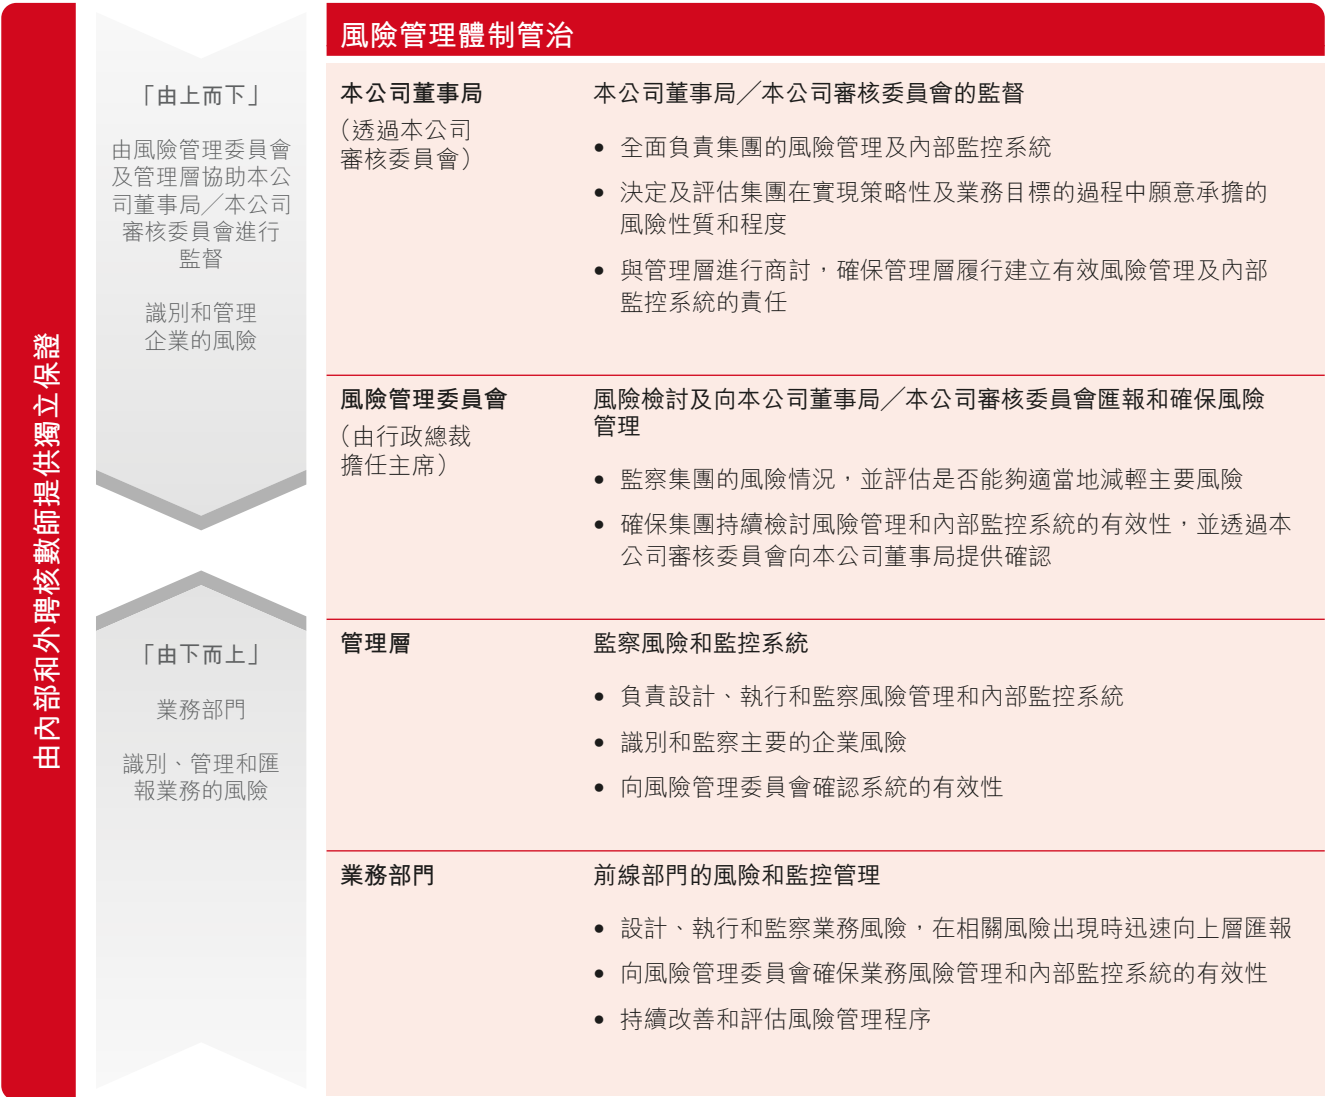 由內部和外聘核數師提供獨立保證
「由上而下」
由風險管理委員會
及管理層協助本公
司董事局／本公司
審核委員會進行
監督
識別和管理
企業的風險
「由下而上」
業務部門
識別、管理和匯
報業務的風險
風險管理體制管治
本公司董事局
（透過本公司
審核委員會）
本公司董事局／本公司審核委員會的監督
• 全面負責集團的風險管理及內部監控系統
• 決定及評估集團在實現策略性及業務目標的過程中願意承擔的
風險性質和程度
• 與管理層進行商討，確保管理層履行建立有效風險管理及內部
監控系統的責任
風險管理委員會
（由行政總裁
擔任主席）
風險檢討及向本公司董事局／本公司審核委員會匯報和確保風險
管理
• 監察集團的風險情況，並評估是否能夠適當地減輕主要風險
• 確保集團持續檢討風險管理和內部監控系統的有效性，並透過本
公司審核委員會向本公司董事局提供確認
管理層
監察風險和監控系統
• 負責設計、執行和監察風險管理和內部監控系統
• 識別和監察主要的企業風險
• 向風險管理委員會確認系統的有效性
業務部門
前線部門的風險和監控管理
• 設計、執行和監察業務風險，在相關風險出現時迅速向上層匯報
• 向風險管理委員會確保業務風險管理和內部監控系統的有效性
• 持續改善和評估風險管理程序